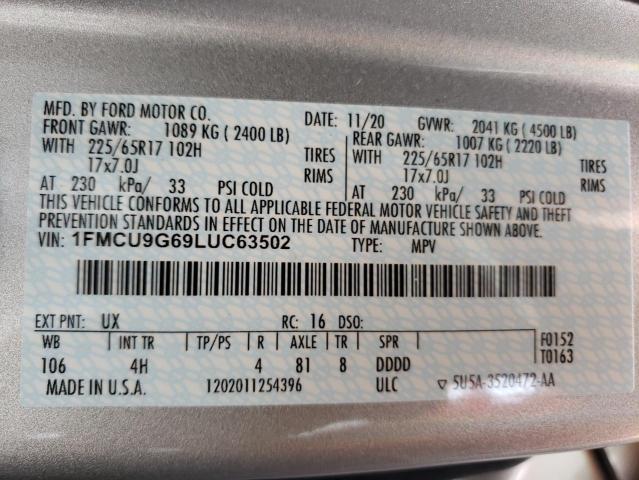 MFD. BY FORD MOTOR CO. DATE: 11/20 GVWR: 2041 KG ( 4500 LB)
FRONT GAWR: 1089 KG ( 2400 LB) REAR GAWR: 1007 KG ( 2220 LB)
WITH 225/65R17 102H TIRES WITH 225/65R17 102H TIRES
17x7.0J RIMS 17x7.0J RIMS
AT 230 kPa/ 33 PSI COLD AT 230 kPa/ 33 PSI COLD
THIS VEHICLE CONFORMS TO ALL APPLICABLE FEDERAL MOTOR VEHICLE SAFETY AND THEFT
PREVENTION STANDARDS IN EFFECT ON THE DATE OF MANUFACTURE SHOWN ABOVE.
VIN: 1FMCU9G69LUC63502 TYPE: MPV
EXT PNT: UX RC: 16 DSO:
WB INT TR TP/PS R AXLE TR SPR F0152
106 4H 4 81 8 DDDD T0163
MADE IN U.S.A. 1202011254396 ULC ▽ 5U5A-3520472-AA